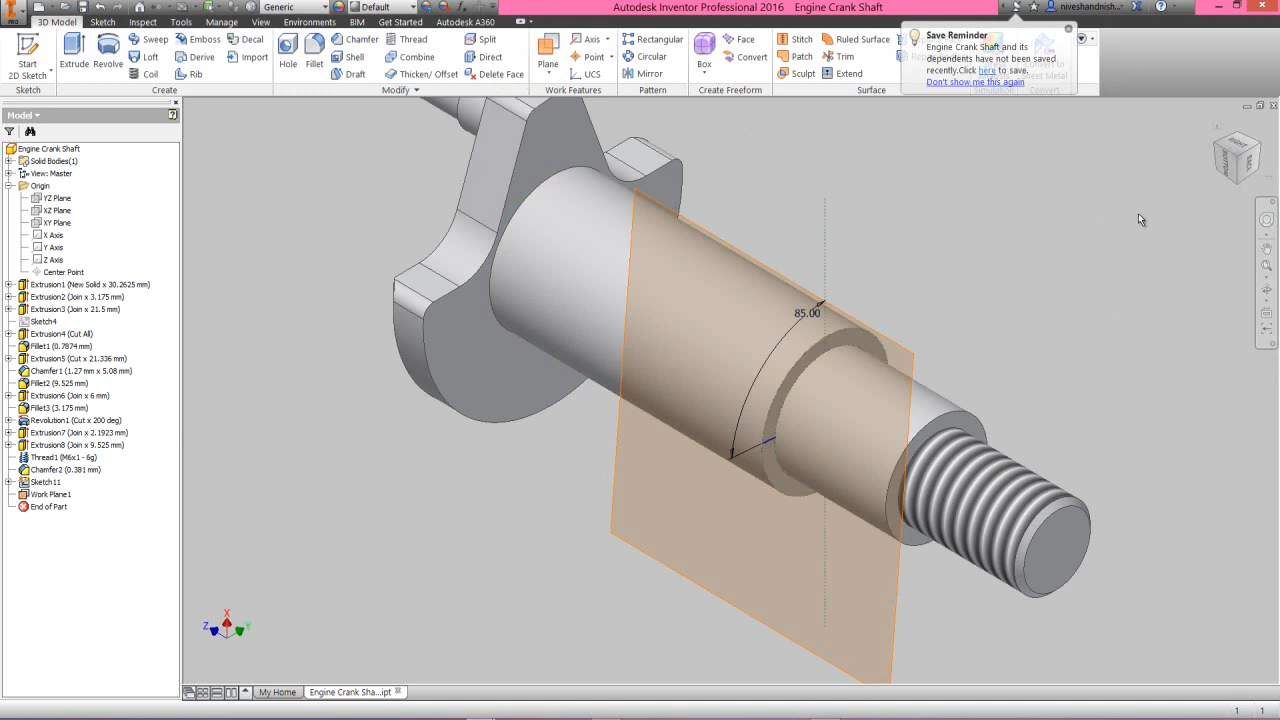 PRO
Generic
Default
Autodesk Inventor Professional 2016 Engine Crank Shaft
niveshandnish...
3D Model Sketch Inspect Tools Manage View Environments BIM Get Started Autodesk A360
Start
2D Sketch
Sketch
Extrude
Revolve
Sweep
Loft
Coil
Emboss
Derive
Rib
Decal
Import
Create
Hole
Fillet
Chamfer
Shell
Draft
Thread
Combine
Thicken/ Offset
Split
Direct
Delete Face
Modify
Plane
Axis
Point
UCS
Work Features
Rectangular
Circular
Mirror
Pattern
Box
Face
Convert
Create Freeform
Stitch
Patch
Sculpt
Ruled Surface
Trim
Extend
Surface
Save Reminder
Engine Crank Shaft and its
dependents have not been saved
recently.Click here to save.
Don't show me this again
Simulation
Convert
Model
Engine Crank Shaft
Solid Bodies(1)
View: Master
Origin
YZ Plane
XZ Plane
XY Plane
X Axis
Y Axis
Z Axis
Center Point
Extrusion1 (New Solid x 30.2625 mm)
Extrusion2 (Join x 3.175 mm)
Extrusion3 (Join x 21.5 mm)
Sketch4
Extrusion4 (Cut All)
Fillet1 (0.7874 mm)
Extrusion5 (Cut x 21.336 mm)
Chamfer1 (1.27 mm x 5.08 mm)
Fillet2 (9.525 mm)
Extrusion6 (Join x 6 mm)
Fillet3 (3.175 mm)
Revolution1 (Cut x 200 deg)
Extrusion7 (Join x 2.1923 mm)
Extrusion8 (Join x 9.525 mm)
Thread1 (M6x1 - 6g)
Chamfer2 (0.381 mm)
Sketch11
Work Plane1
End of Part
85.00
X
Z
Y
My Home
Engine Crank Sha...ipt
1 1